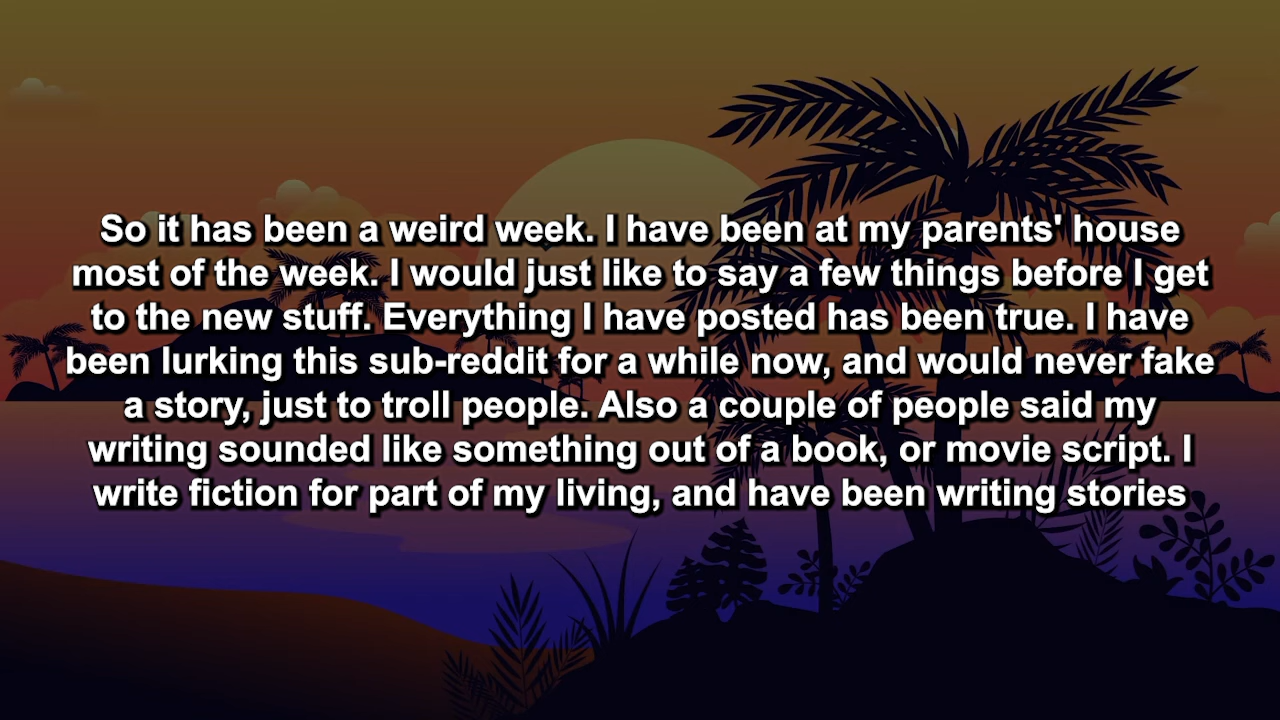 So it has been a weird week. I have been at my parents' house
most of the week. I would just like to say a few things before I get
to the new stuff. Everything I have posted has been true. I have
been lurking this sub-reddit for a while now, and would never fake
a story, just to troll people. Also a couple of people said my
writing sounded like something out of a book, or movie script. I
write fiction for part of my living, and have been writing stories